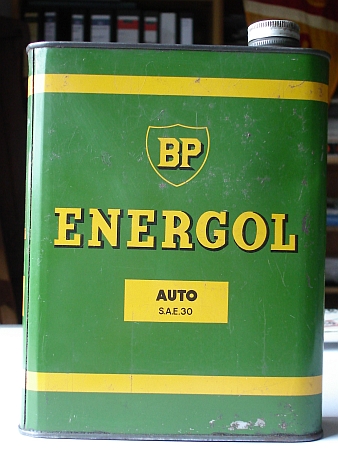 BP
ENERGOL
AUTO
S.A.E.30